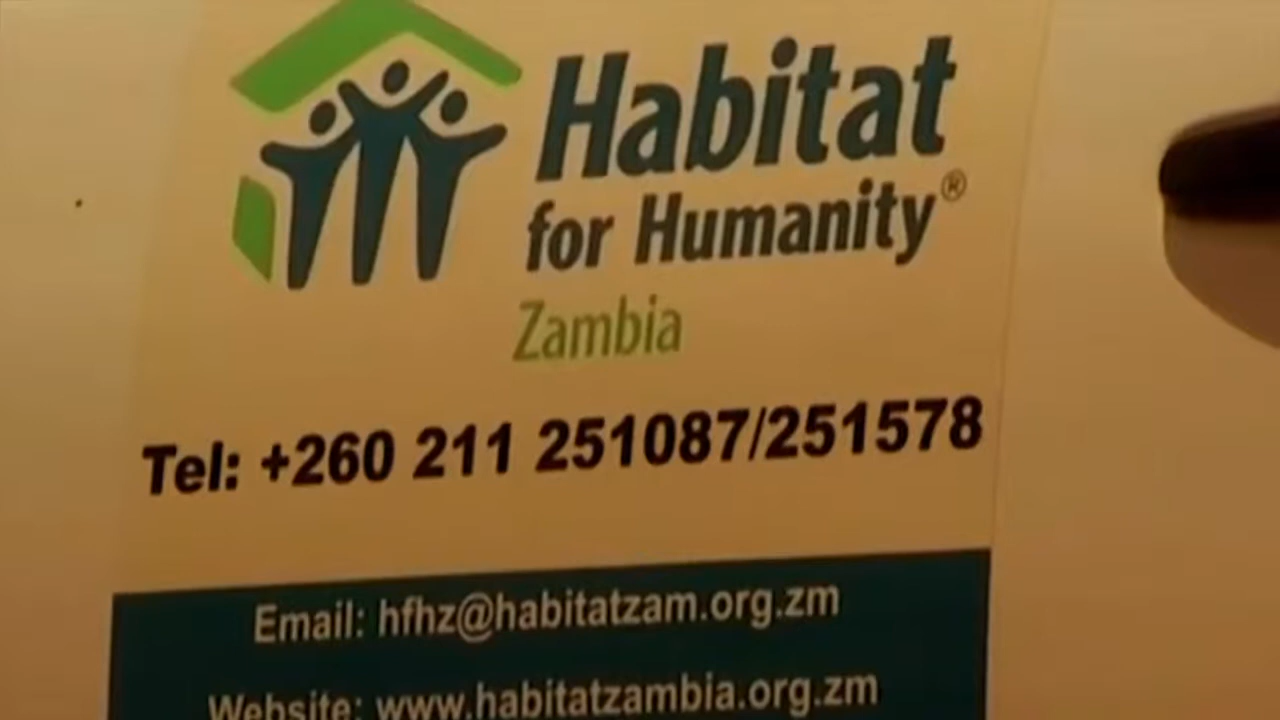 Habitat
for Humanity®
Zambia
Tel: +260 211 251087/251578
Email: hfhz@habitatzam.org.zm
Website: www.habitatzambia.org.zm